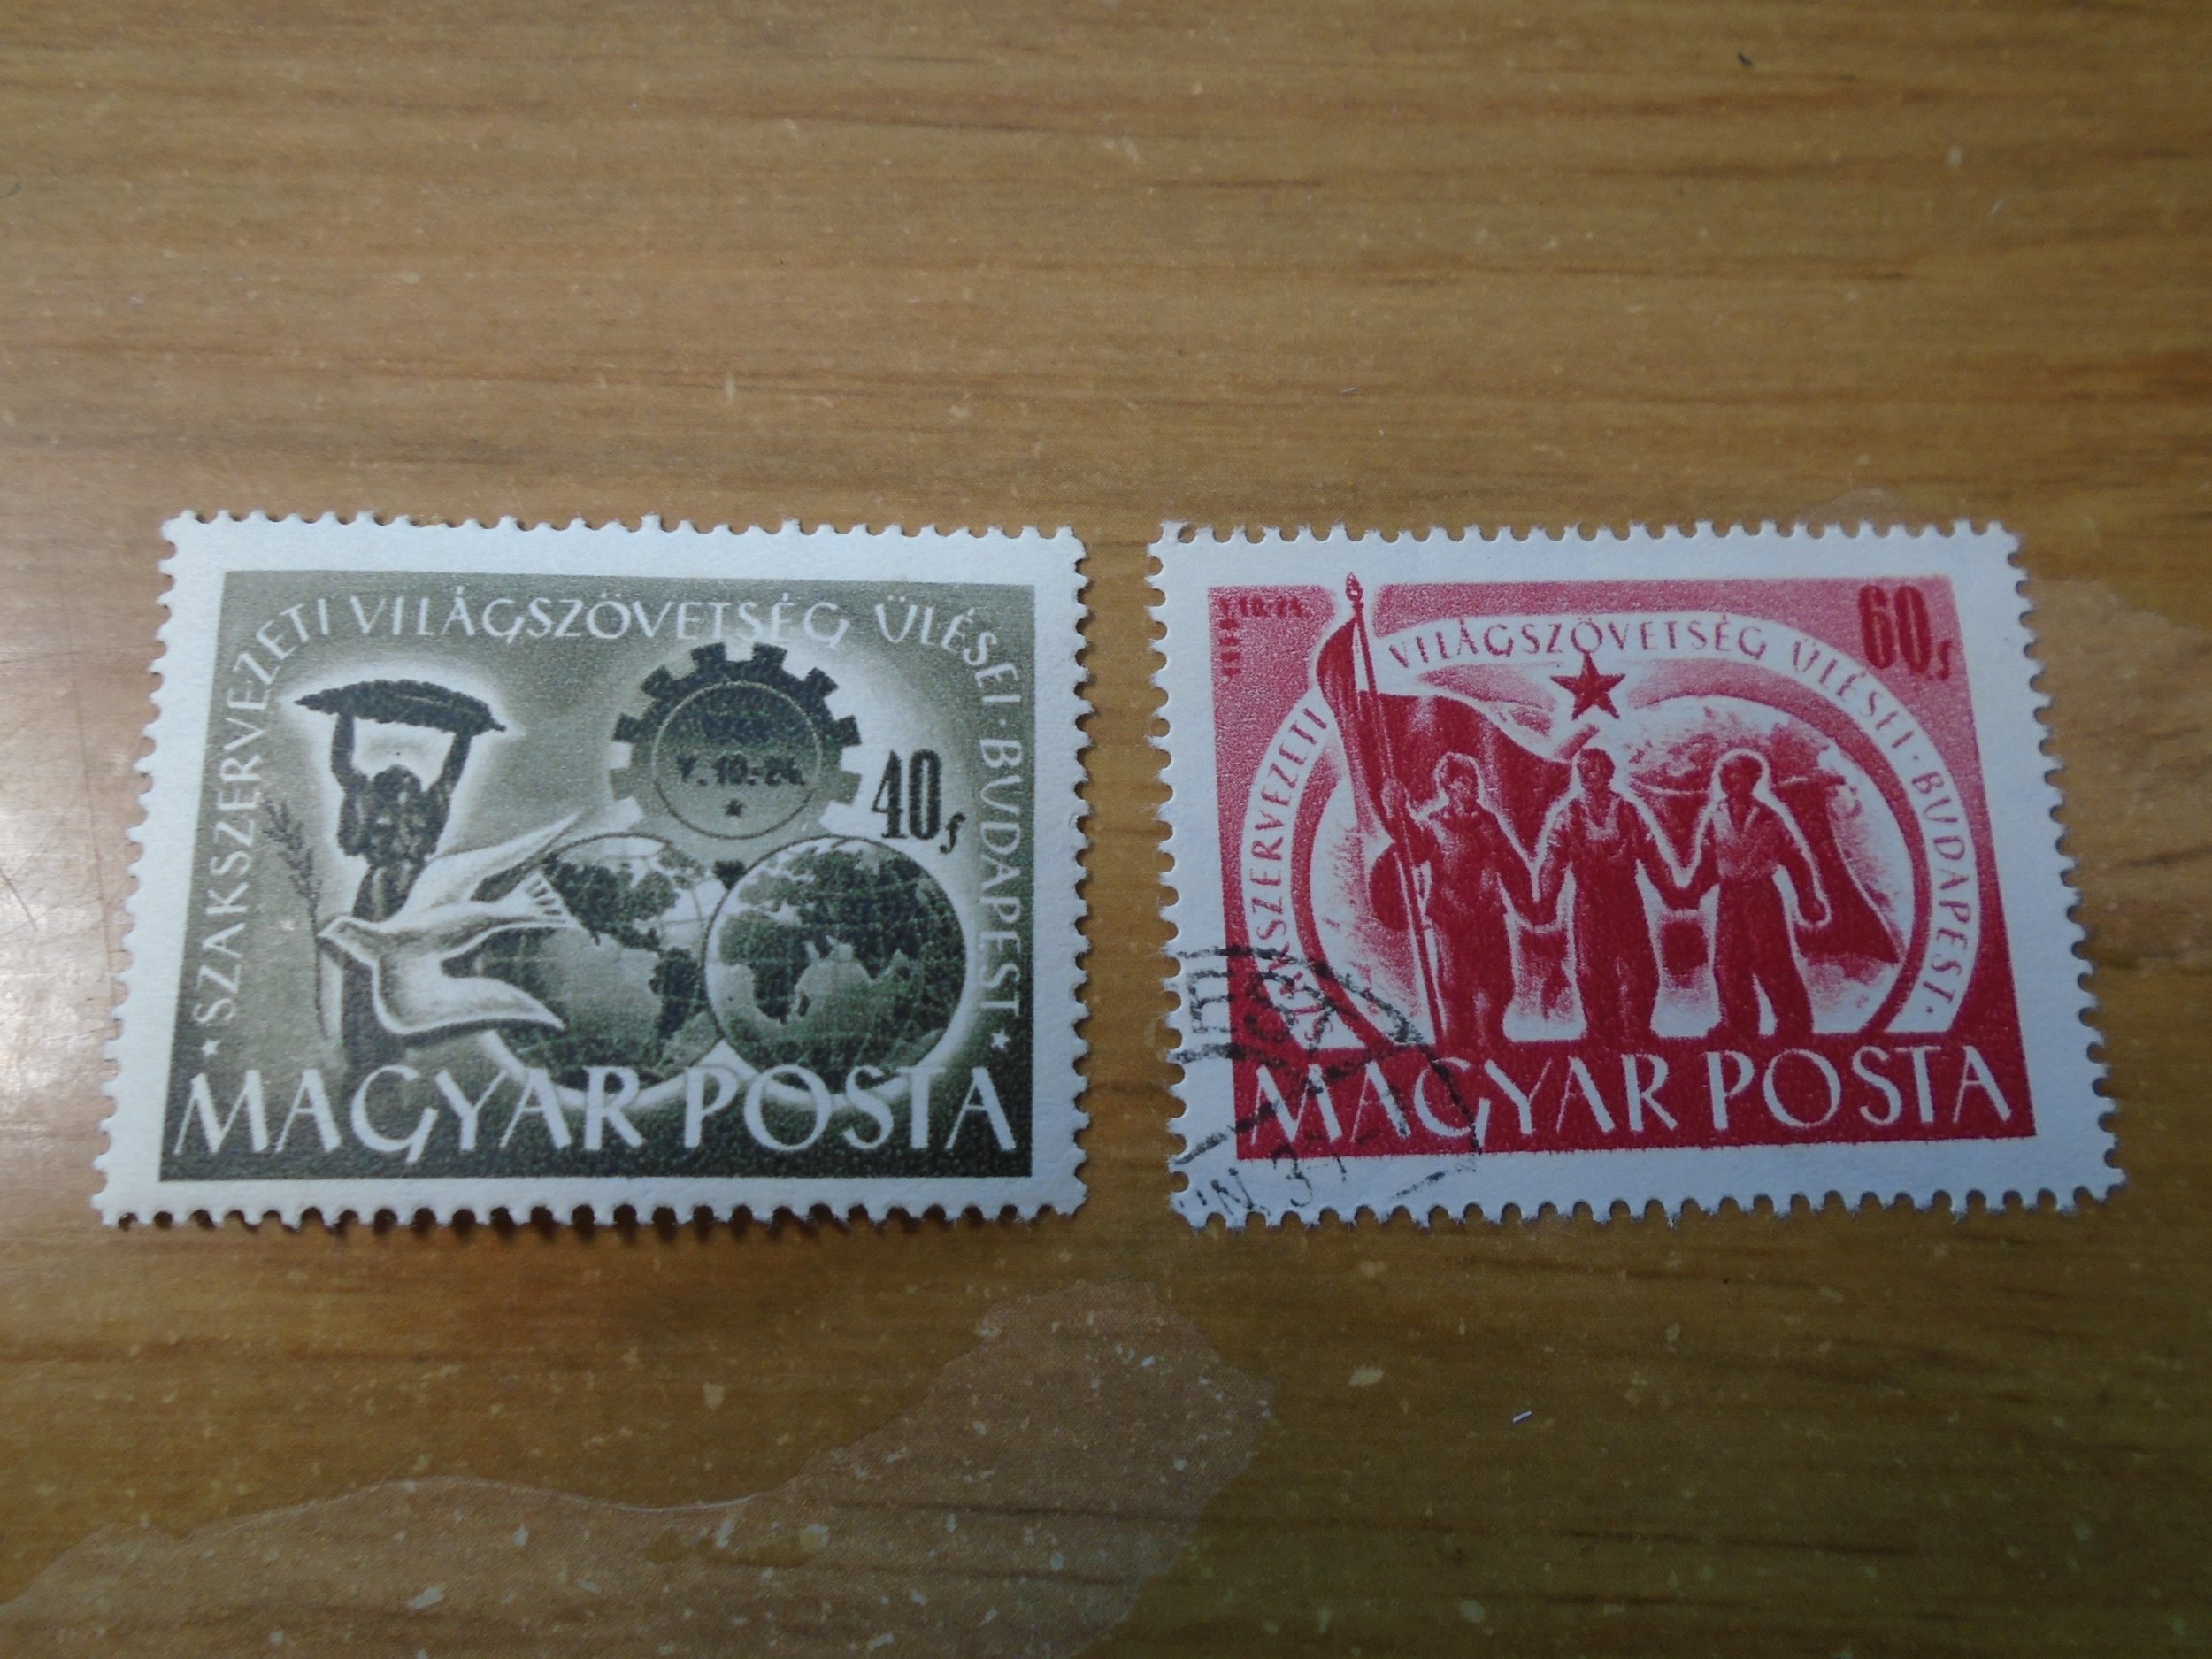 SZAKSZERVEZETI VILÁGSZÖVETSÉG ÜLÉSEI · BUDAPEST
V. 10-24.
40f
MAGYAR POSTA
VILÁGSZÖVETSÉG ÜLÉSEI · BUDAPEST ·
60f
MAGYAR POSTA